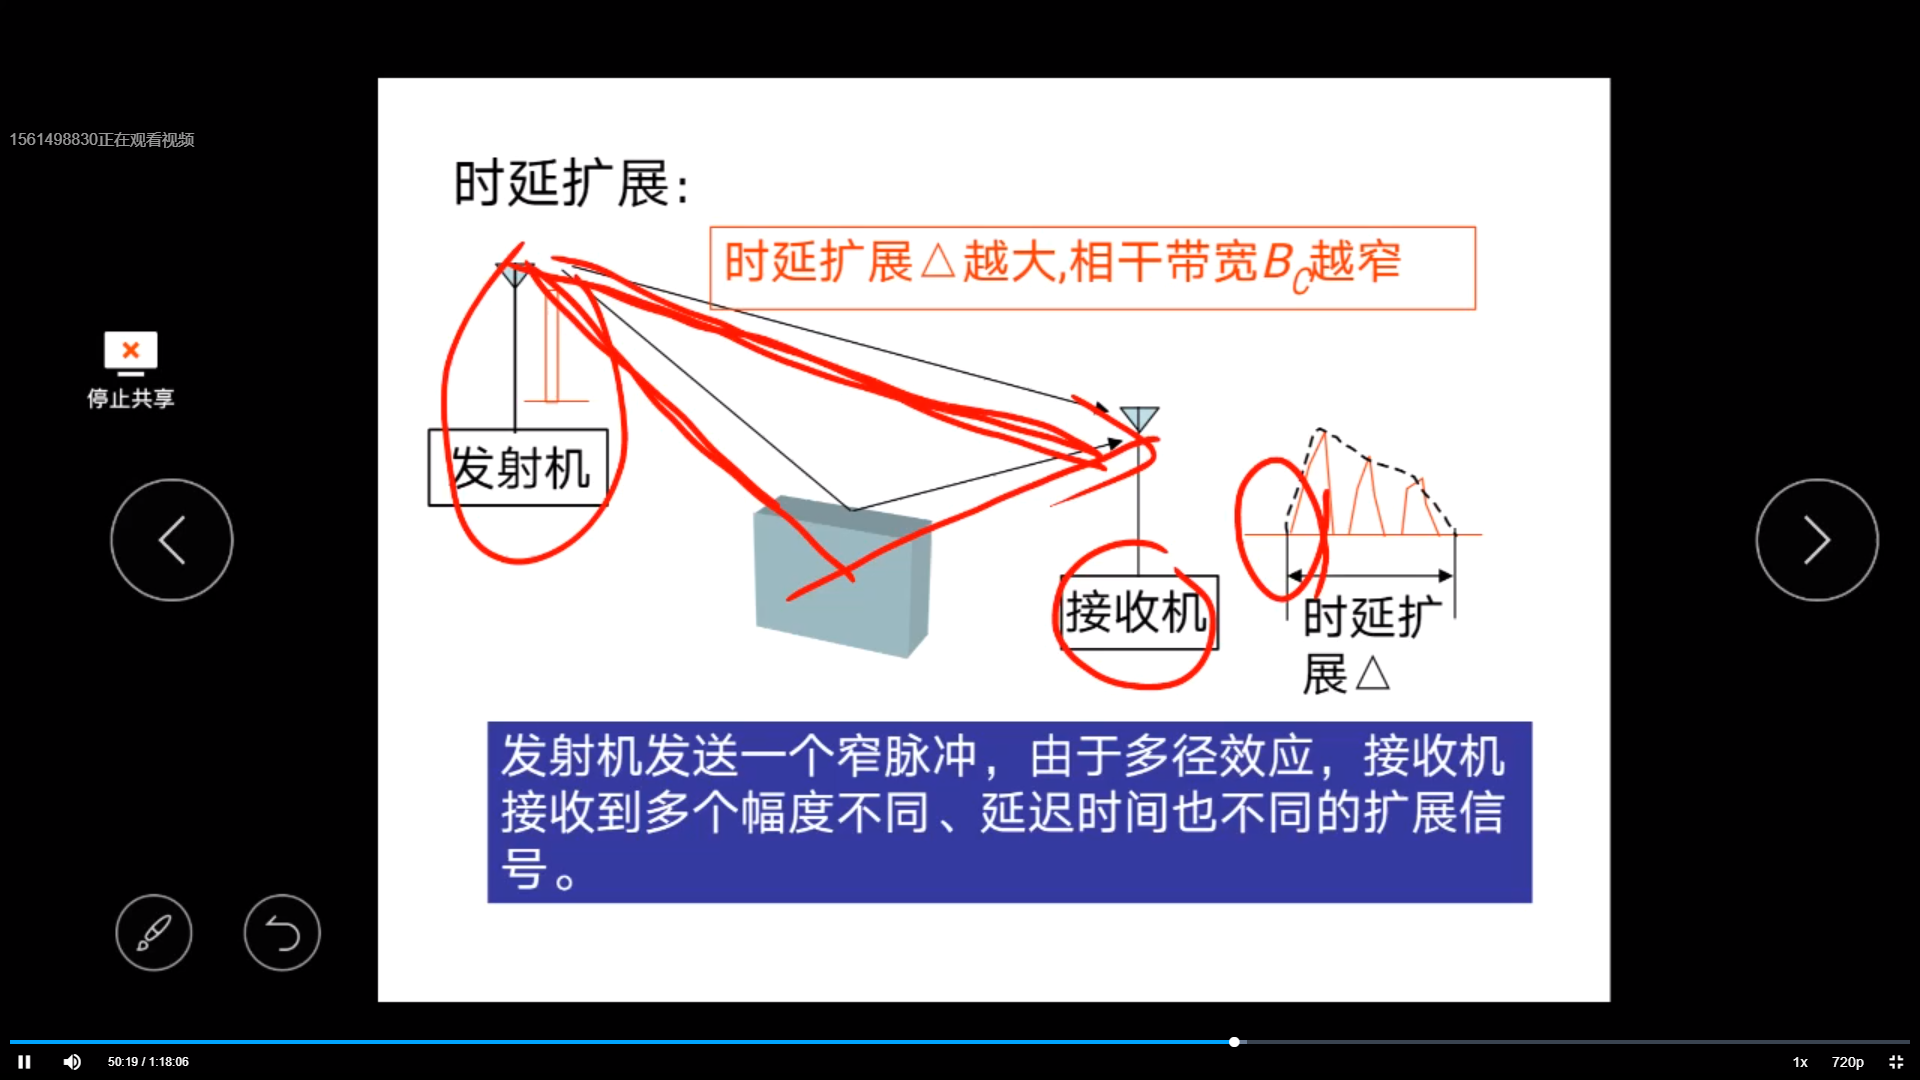 1561498830正在观看视频
时延扩展:
时延扩展△越大,相干带宽BC越窄
停止共享
发射机
接收机
时延扩
展△
发射机发送一个窄脉冲，由于多径效应，接收机
接收到多个幅度不同、延迟时间也不同的扩展信
号。
50:19 / 1:18:06
1x
720p